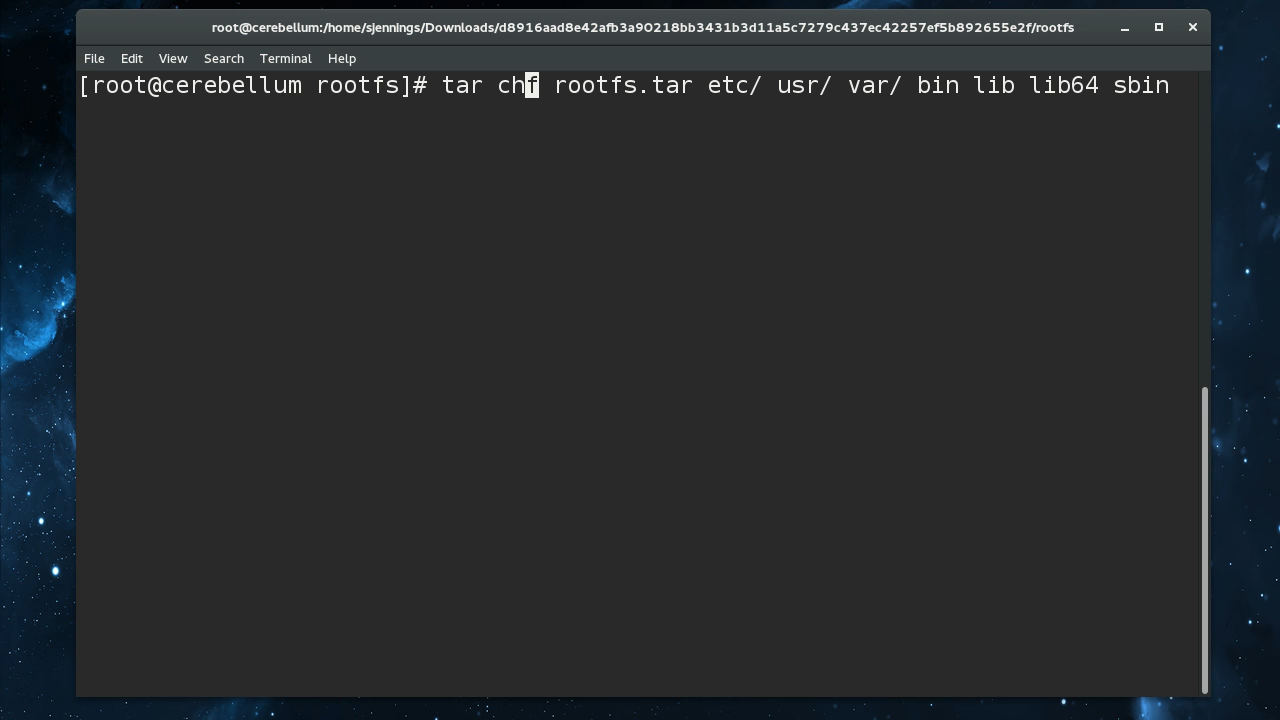 root@cerebellum:/home/sjennings/Downloads/d8916aad8e42afb3a90218bb3431b3d11a5c7279c437ec42257ef5b892655e2f/rootfs
File Edit View Search Terminal Help
[root@cerebellum rootfs]# tar chf rootfs.tar etc/ usr/ var/ bin lib lib64 sbin